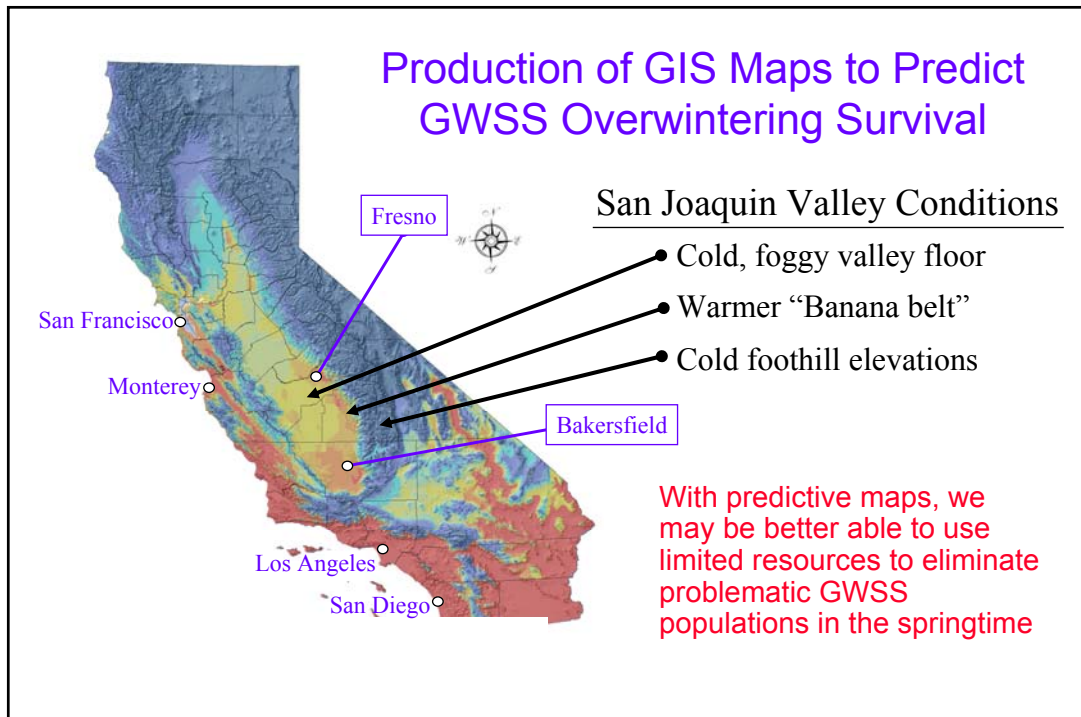 Production of GIS Maps to Predict
GWSS Overwintering Survival
San Joaquin Valley Conditions
Cold, foggy valley floor
Warmer “Banana belt”
Cold foothill elevations
Fresno
N
W
E
S
San Francisco
Monterey
Bakersfield
Los Angeles
San Diego
With predictive maps, we
may be better able to use
limited resources to eliminate
problematic GWSS
populations in the springtime